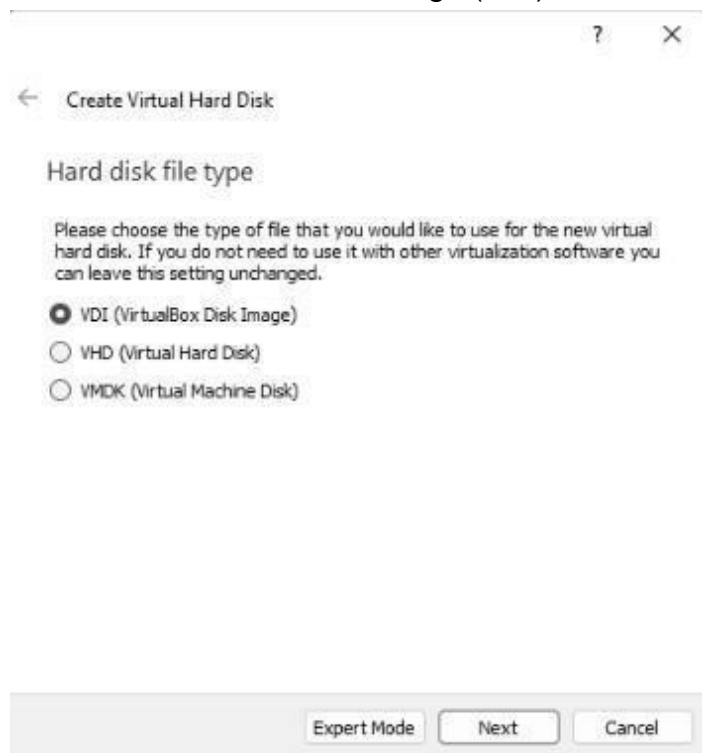 ?
Create Virtual Hard Disk
Hard disk file type
Please choose the type of file that you would like to use for the new virtual
hard disk. If you do not need to use it with other virtualization software you
can leave this setting unchanged.
VDI (VirtualBox Disk Image)
VHD (Virtual Hard Disk)
VMDK (Virtual Machine Disk)
Expert Mode Next Cancel